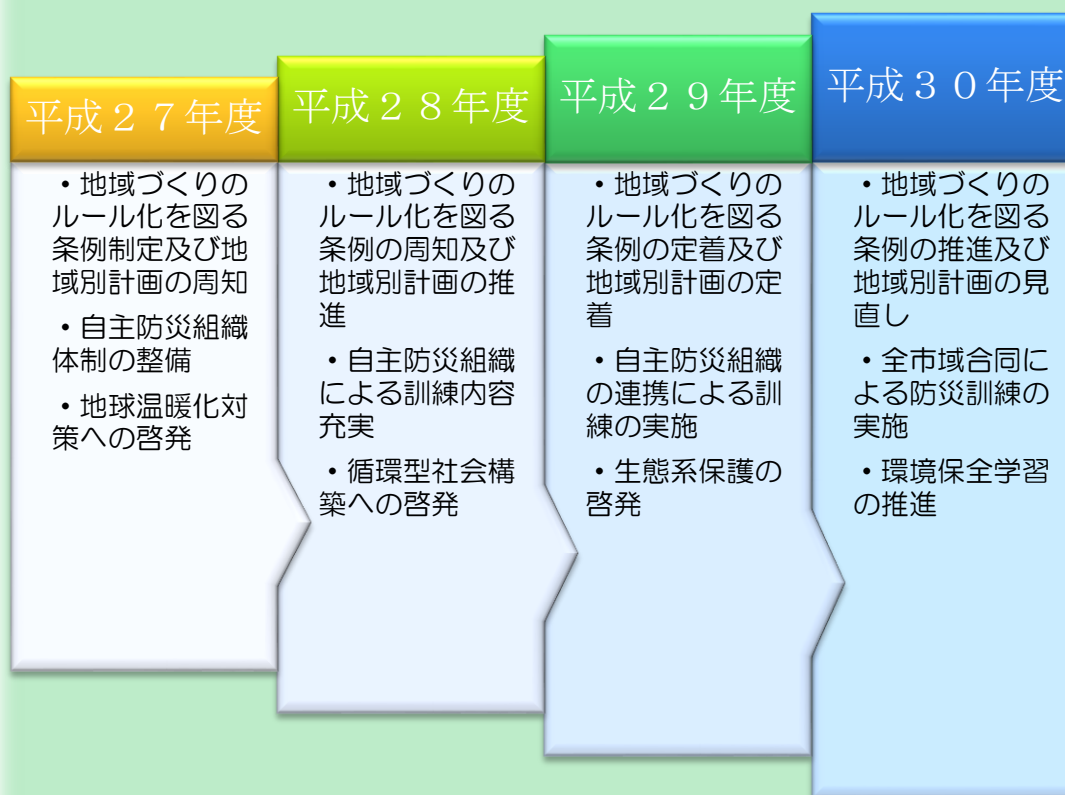 平成２７年度
・地域づくりの
ルール化を図る
条例制定及び地
域別計画の周知
・自主防災組織
体制の整備
・地球温暖化対
策への啓発
平成２８年度
・地域づくりの
ルール化を図る
条例の周知及び
地域別計画の推
進
・自主防災組織
による訓練内容
充実
・循環型社会構
築への啓発
平成２９年度
・地域づくりの
ルール化を図る
条例の定着及び
地域別計画の定
着
・自主防災組織
の連携による訓
練の実施
・生態系保護の
啓発
平成３０年度
・地域づくりの
ルール化を図る
条例の推進及び
地域別計画の見
直し
・全市域合同に
よる防災訓練の
実施
・環境保全学習
の推進